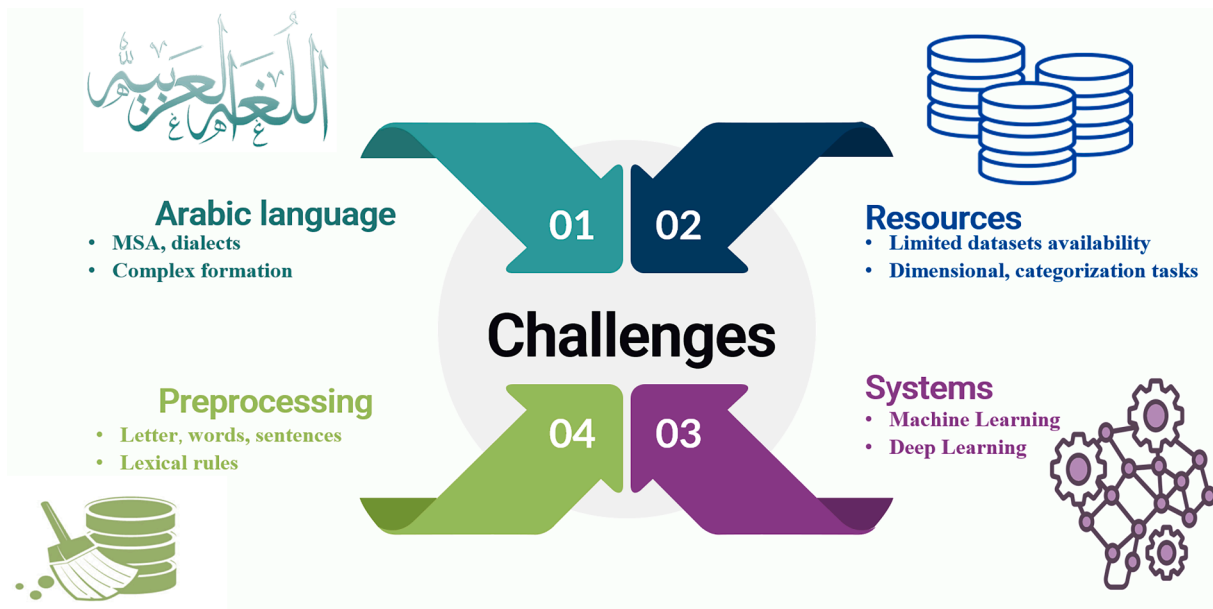 اللغة العربية
Arabic language
• MSA, dialects
• Complex formation
01
02
Resources
• Limited datasets availability
• Dimensional, categorization tasks
Challenges
Preprocessing
• Letter, words, sentences
• Lexical rules
04
03
Systems
• Machine Learning
• Deep Learning